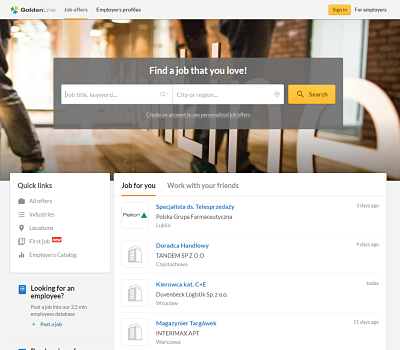 GoldenLine Job offers Employers profiles Sign in For employers
Find a job that you love!
Job title, keyword... City or region... Search
Create an account to see personalized job offers
Quick links
All offers
Industries
Locations
First job new
Employers Catalog
Looking for an
employee?
Post a job into our 2,5 mln
employees database
+ Post a job
Job for you Work with your friends
Specjalista ds. Telesprzedaży 3 days ago
Polska Grupa Farmaceutyczna
Lublin
Pelion
Doradca Handlowy 4 days ago
TANDEM SP Z O O
Częstochowa
Kierowca kat. C+E today
Duvenbeck Logistik Sp. z o.o.
Wrocław
Magazynier Targówek 11 days ago
INTERIMAX APT
Warszawa